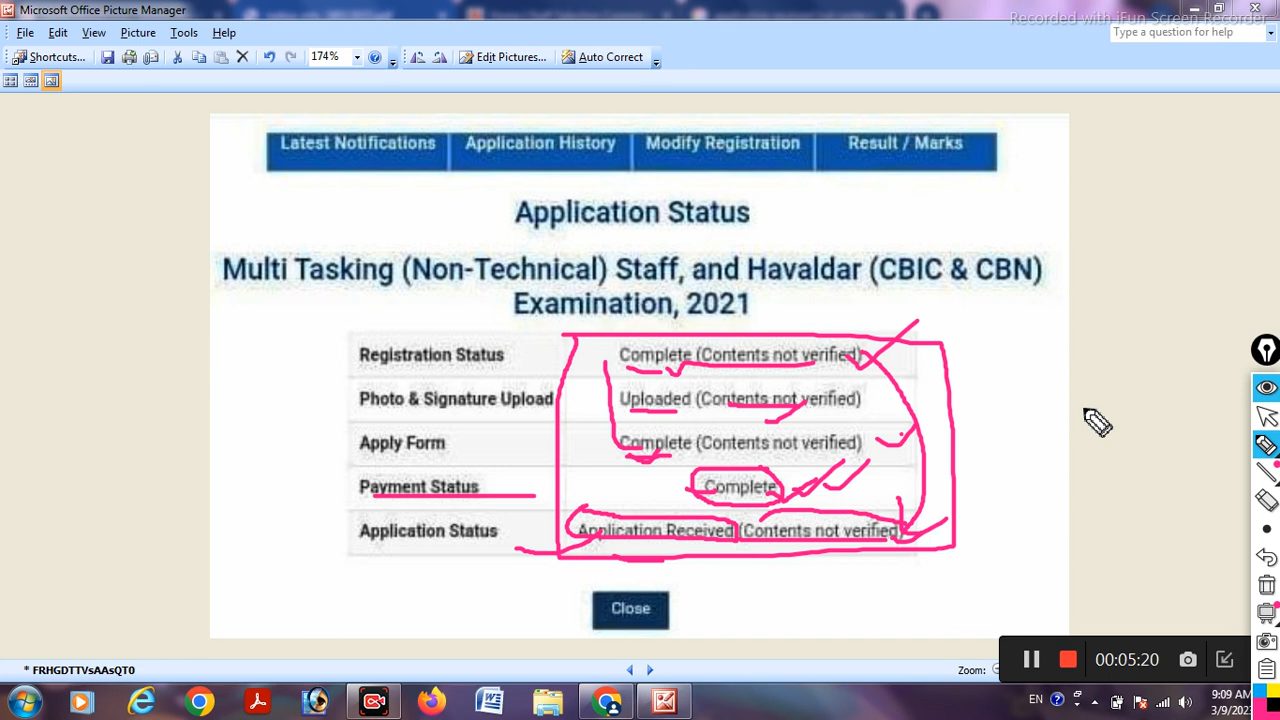 Microsoft Office Picture Manager
Recorded with iFun Screen Recorder
File Edit View Picture Tools Help
Type a question for help
Shortcuts... 174% Edit Pictures... Auto Correct
Latest Notifications Application History Modify Registration Result / Marks
Application Status
Multi Tasking (Non-Technical) Staff, and Havaldar (CBIC & CBN)
Examination, 2021
Registration Status Complete (Contents not verified)
Photo & Signature Upload Uploaded (Contents not verified)
Apply Form Complete (Contents not verified)
Payment Status Complete
Application Status Application Received (Contents not verified)
Close
00:05:20
* FRHGDTTVsAAsQT0
Zoom:
EN
9:09 AM
3/9/2023